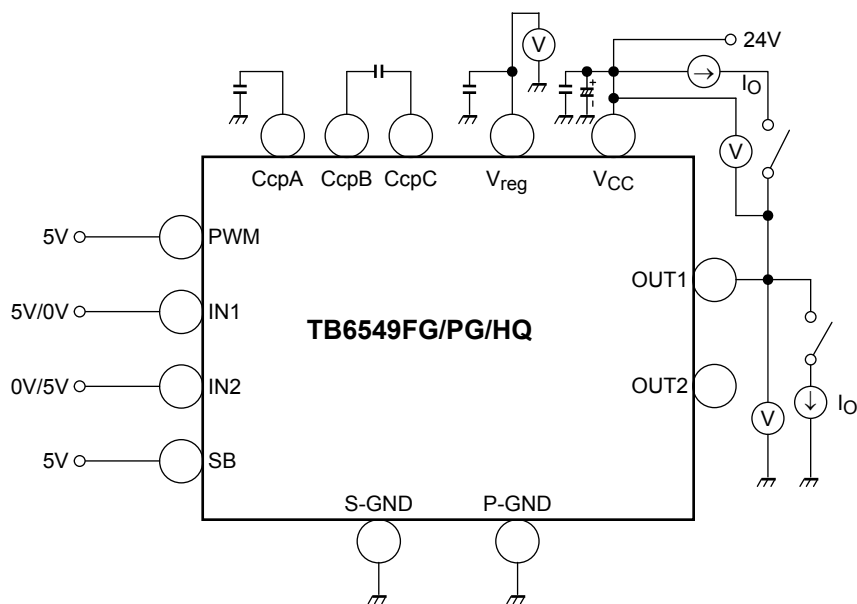 V
24V
IO
V
CcpA CcpB CcpC Vreg VCC
5V PWM
5V/0V IN1
OUT1
TB6549FG/PG/HQ
0V/5V IN2
OUT2
V
IO
5V SB
S-GND P-GND